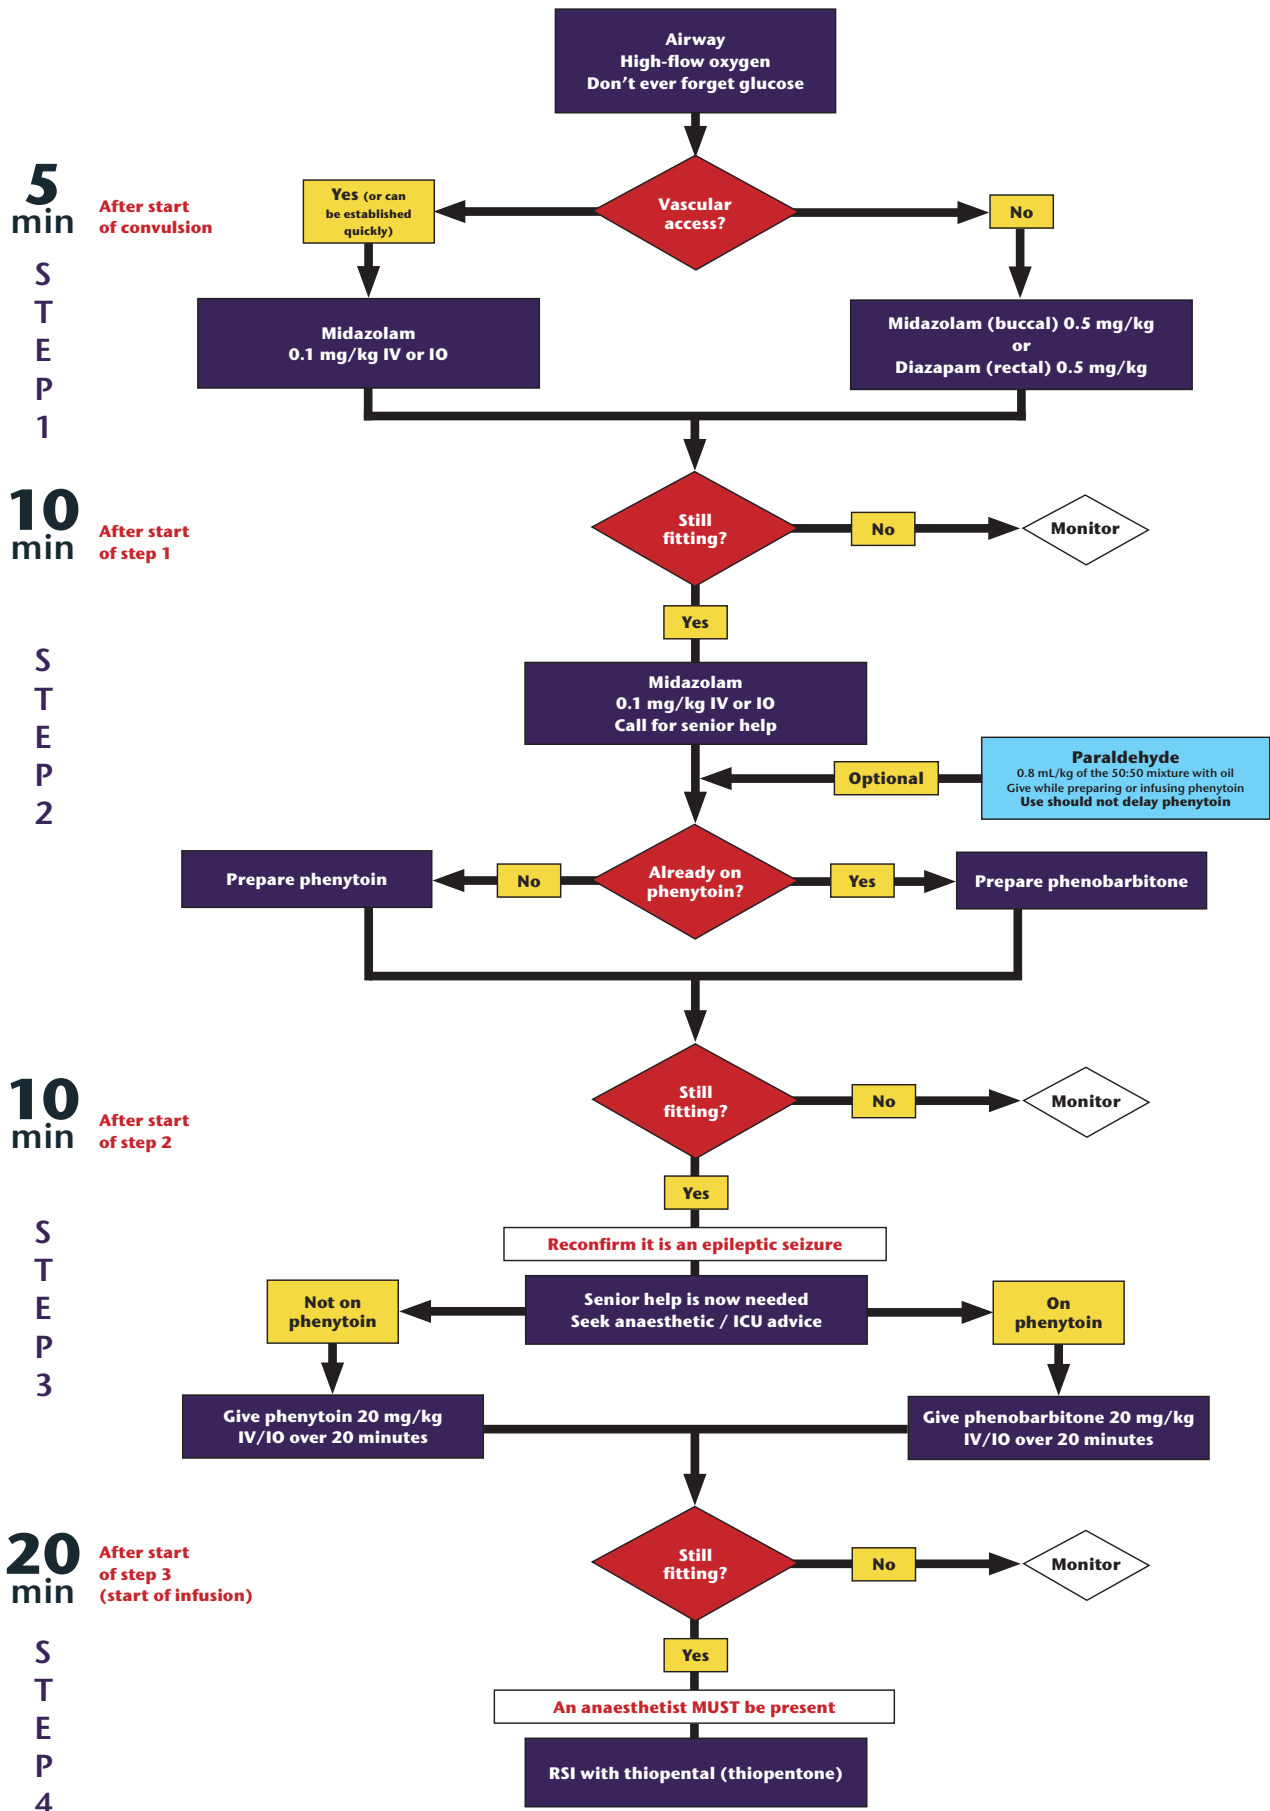 Airway
High-flow oxygen
Don't ever forget glucose
5
min
After start
of convulsion
Yes (or can
be established
quickly)
Vascular
access?
No
S
T
E
P
1
Midazolam
0.1 mg/kg IV or IO
Midazolam (buccal) 0.5 mg/kg
or
Diazapam (rectal) 0.5 mg/kg
10
min
After start
of step 1
Still
fitting?
No
Monitor
Yes
S
T
E
P
2
Midazolam
0.1 mg/kg IV or IO
Call for senior help
Optional
Paraldehyde
0.8 mL/kg of the 50:50 mixture with oil
Give while preparing or infusing phenytoin
Use should not delay phenytoin
Prepare phenytoin
No
Already on
phenytoin?
Yes
Prepare phenobarbitone
10
min
After start
of step 2
Still
fitting?
No
Monitor
Yes
Reconfirm it is an epileptic seizure
S
T
E
P
3
Not on
phenytoin
Senior help is now needed
Seek anaesthetic / ICU advice
On
phenytoin
Give phenytoin 20 mg/kg
IV/IO over 20 minutes
Give phenobarbitone 20 mg/kg
IV/IO over 20 minutes
20
min
After start
of step 3
(start of infusion)
Still
fitting?
No
Monitor
Yes
S
T
E
P
4
An anaesthetist MUST be present
RSI with thiopental (thiopentone)